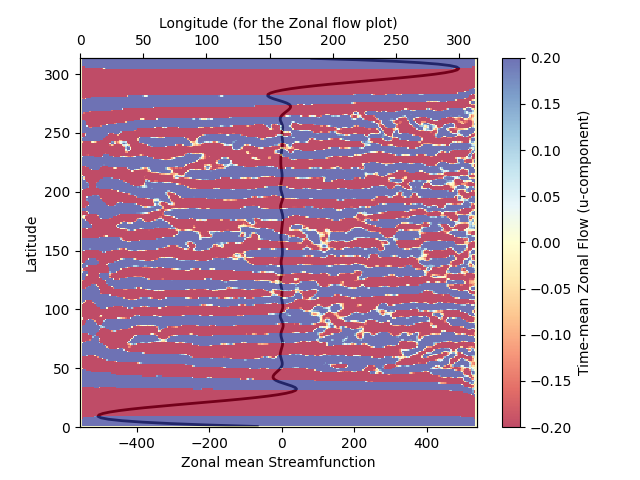 Longitude (for the Zonal flow plot)
0 50 100 150 200 250 300
300
250
200
150
100
50
0
Latitude
−400 −200 0 200 400
Zonal mean Streamfunction
0.20
0.15
0.10
0.05
0.00
−0.05
−0.10
−0.15
−0.20
Time-mean Zonal Flow (u-component)